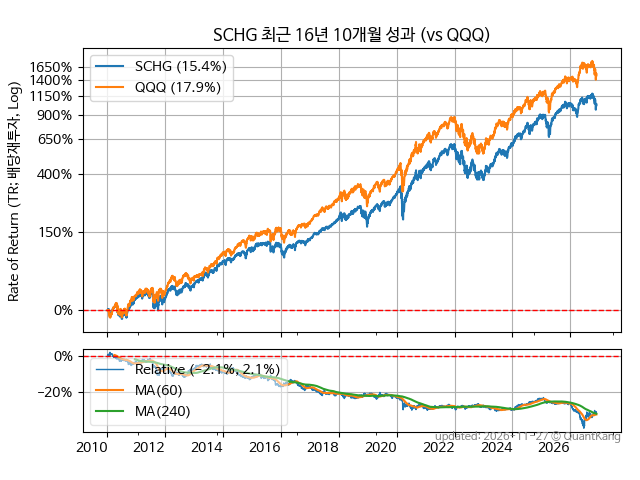 SCHG 최근 16년 10개월 성과 (vs QQQ)
SCHG (15.4%)
QQQ (17.9%)
1650%
1400%
1150%
900%
650%
400%
150%
0%
Rate of Return (TR; 배당재투자, Log)
0%
−20%
Relative (−2.1%, 2.1%)
MA(60)
MA(240)
2010 2012 2014 2016 2018 2020 2022 2024 2026
updated: 2026-11-27 © QuantKang